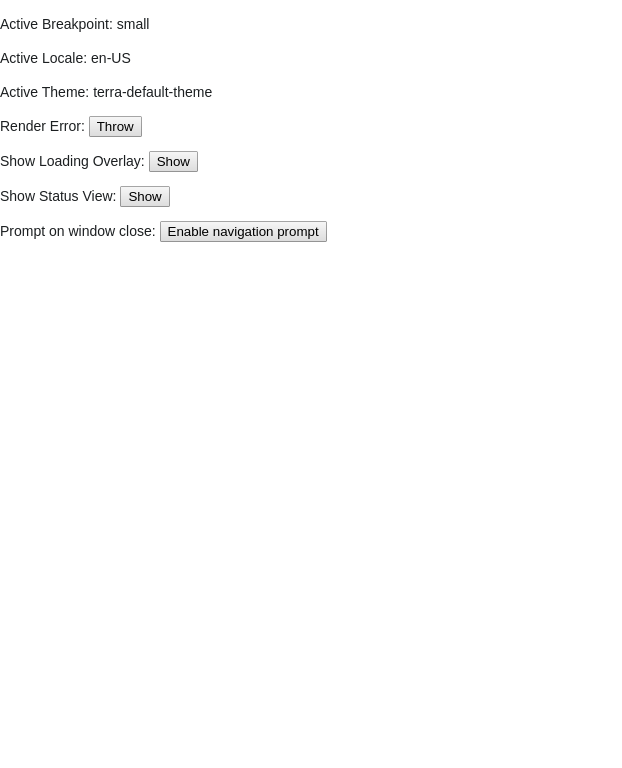 Active Breakpoint: small
Active Locale: en-US
Active Theme: terra-default-theme
Render Error: Throw
Show Loading Overlay: Show
Show Status View: Show
Prompt on window close: Enable navigation prompt